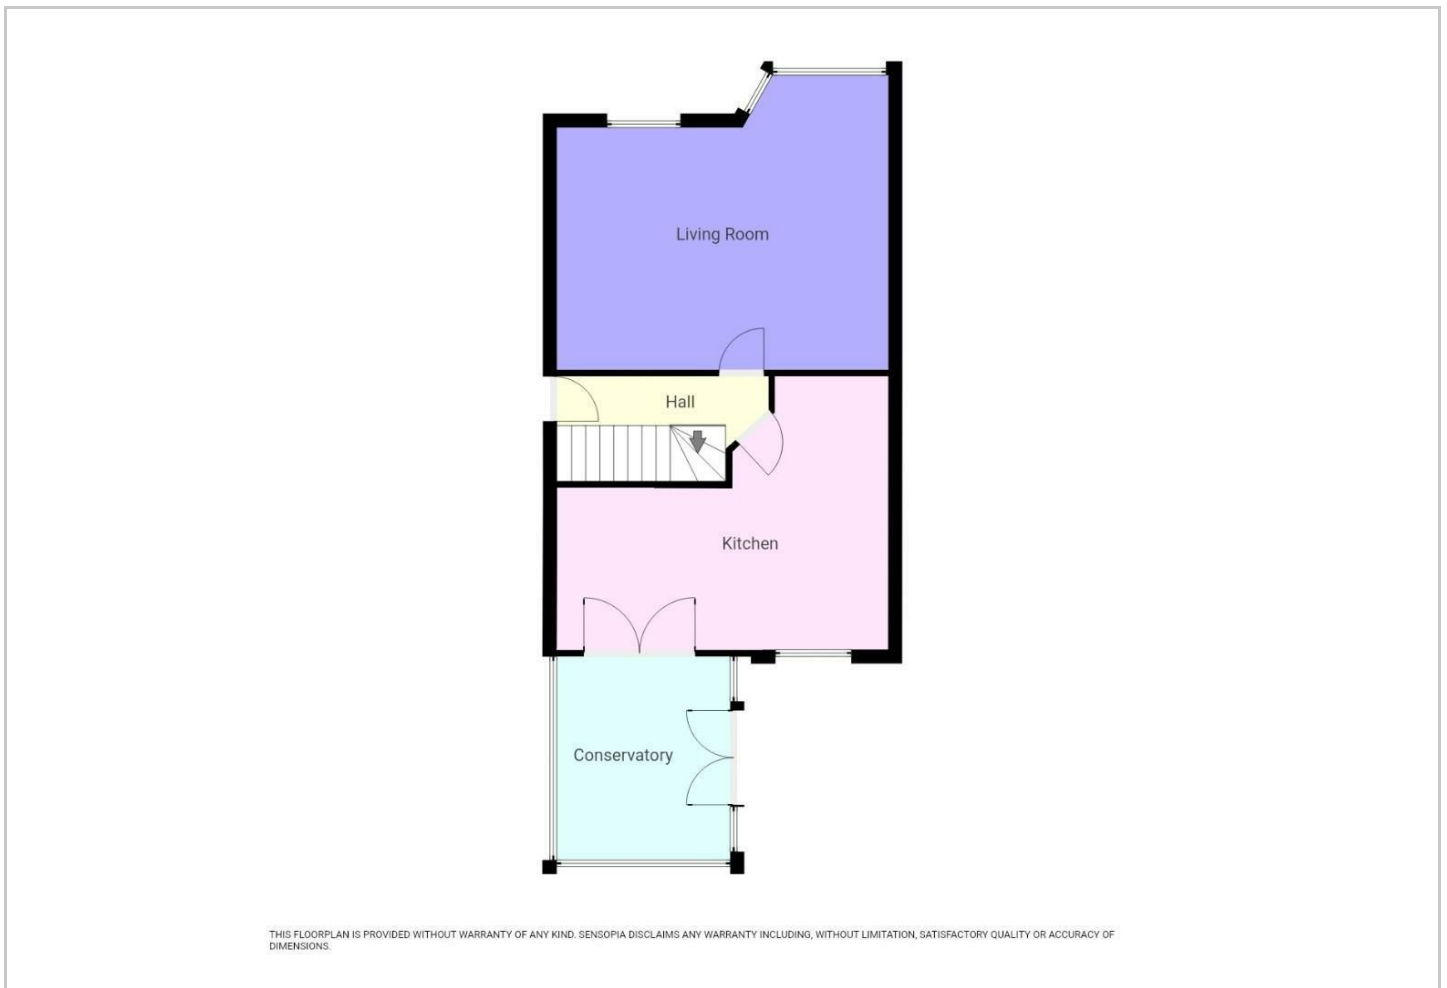 Living Room
Hall
Kitchen
Conservatory
THIS FLOORPLAN IS PROVIDED WITHOUT WARRANTY OF ANY KIND. SENSOPIA DISCLAIMS ANY WARRANTY INCLUDING, WITHOUT LIMITATION, SATISFACTORY QUALITY OR ACCURACY OF
DIMENSIONS.